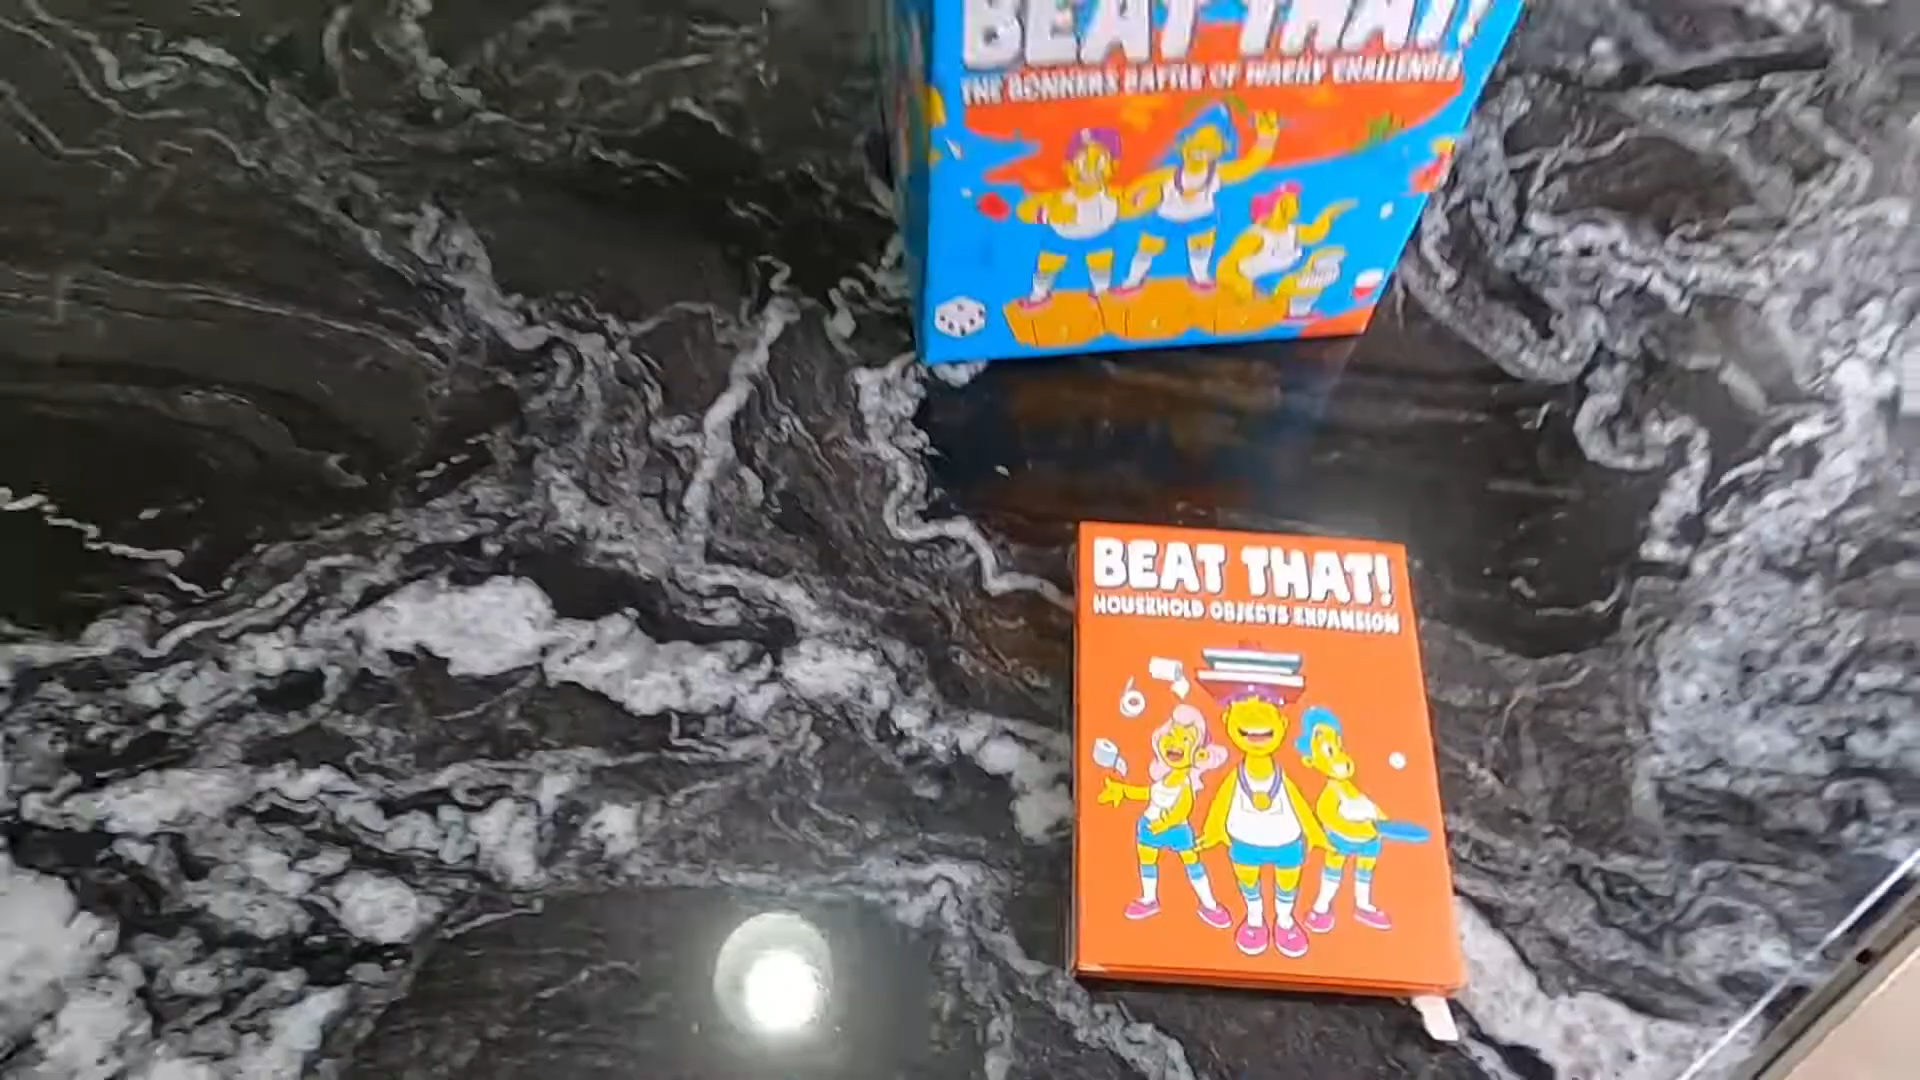 BEAT THAT!
THE BONKERS BATTLE OF WACKY CHALLENGES
BEAT THAT!
HOUSEHOLD OBJECTS EXPANSION